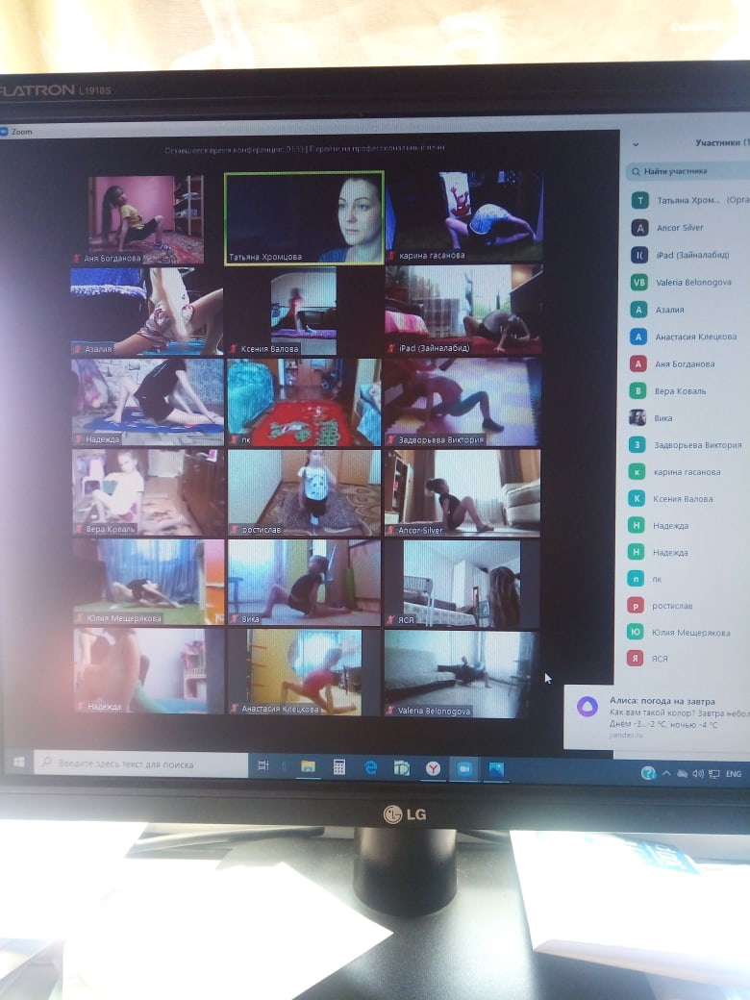 FLATRON L1918S
Zoom
Оставшееся время конференции: 01:55 | Перейти на профессиональный план
Аня Богданова
Татьяна Хромцова
карина гасанова
Азалия
Ксения Валова
iPad (Зайналабид)
Надежда
пк
Задворьева Виктория
Вера Коваль
ростислав
Ancor Silver
Юлия Мещерякова
Вика
ЯСЯ
Надежда
Анастасия Клецкова
Valeria Belonogova
Участники (1
Найти участника
Т Татьяна Хром... (Орга
A Ancor Silver
I( iPad (Зайналабид)
VB Valeria Belonogova
А Азалия
А Анастасия Клецкова
А Аня Богданова
В Вера Коваль
Вика
З Задворьева Виктория
к карина гасанова
К Ксения Валова
Н Надежда
Н Надежда
п пк
р ростислав
Ю Юлия Мещерякова
Я ЯСЯ
Алиса: погода на завтра
Как вам такой колор? Завтра небол
Днём -3...-2 °C, ночью -4 °C
yandex.ru
Введите здесь текст для поиска
ENG
LG